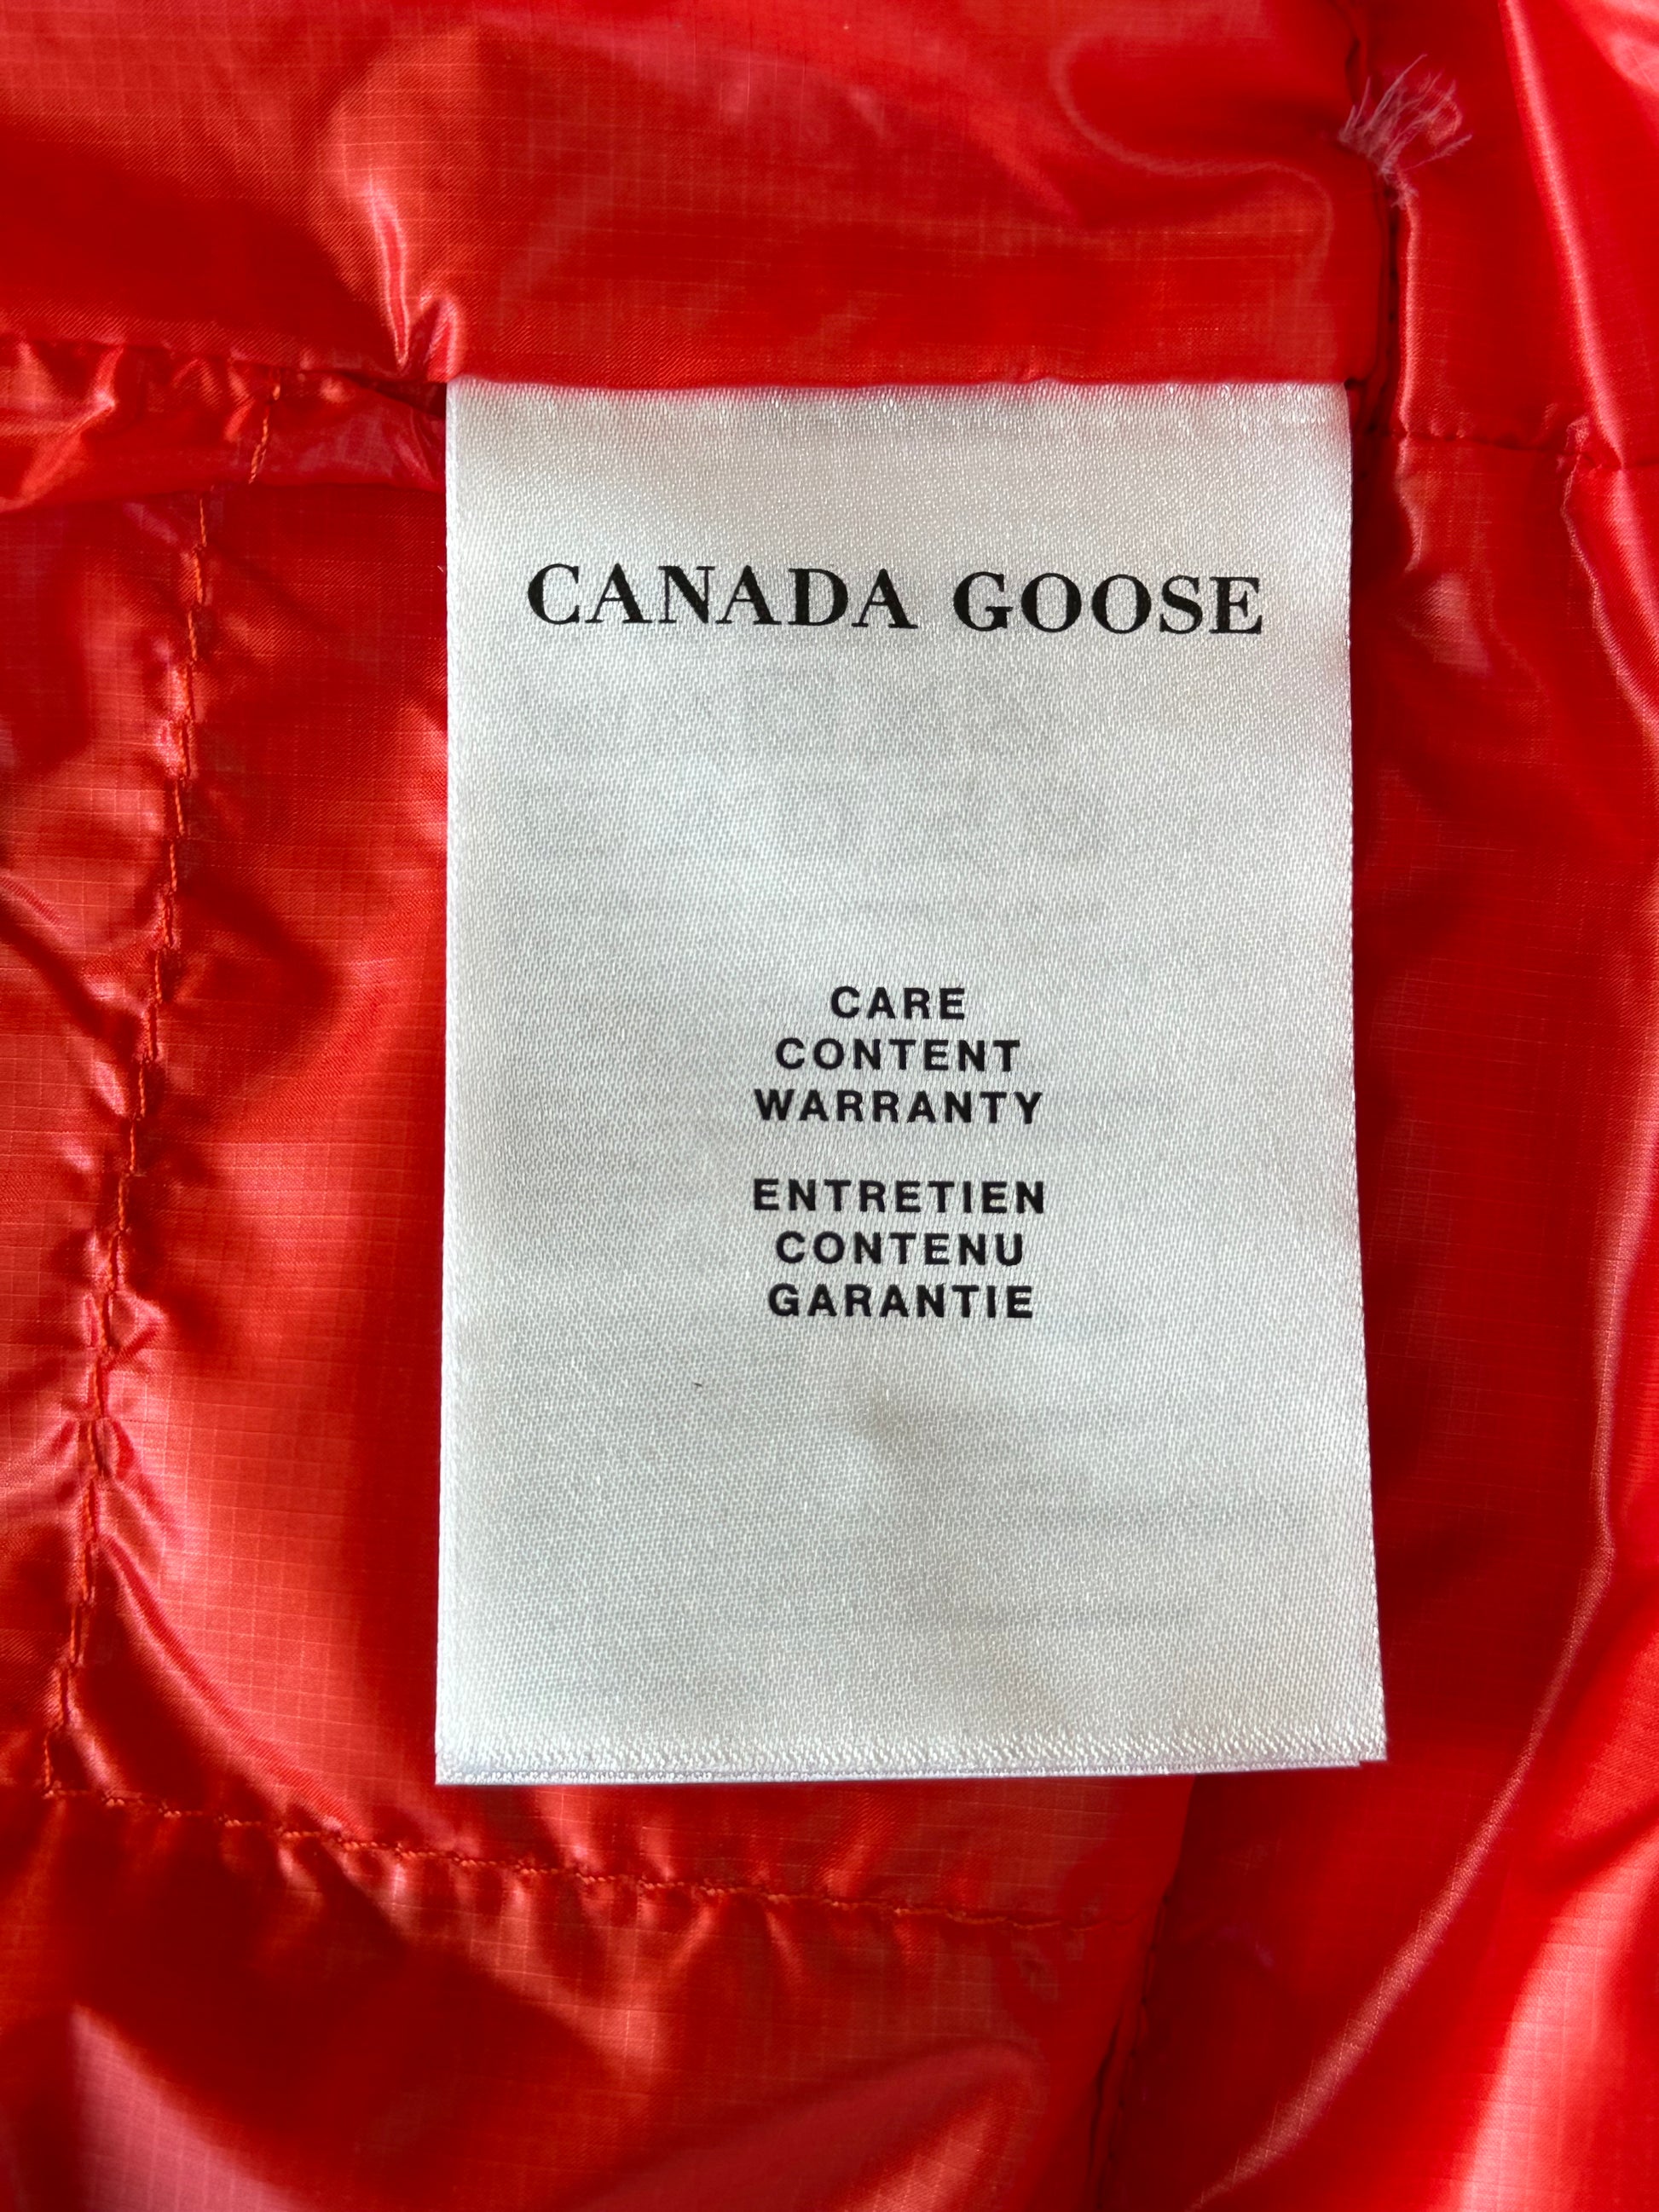 CANADA GOOSE
CARE
CONTENT
WARRANTY
ENTRETIEN
CONTENU
GARANTIE